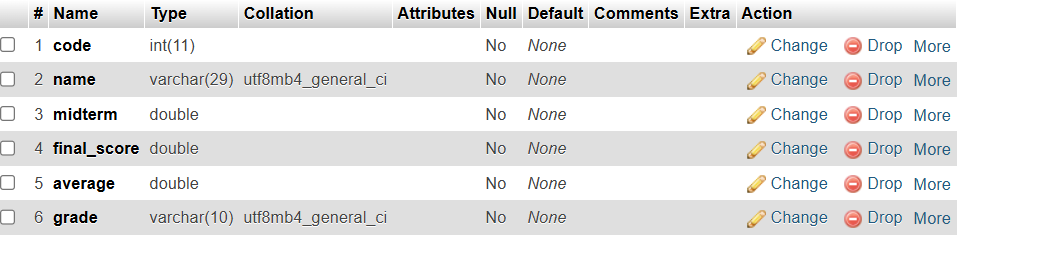 # Name Type Collation Attributes Null Default Comments Extra Action
1 code int(11) No None Change Drop More
2 name varchar(29) utf8mb4_general_ci No None Change Drop More
3 midterm double No None Change Drop More
4 final_score double No None Change Drop More
5 average double No None Change Drop More
6 grade varchar(10) utf8mb4_general_ci No None Change Drop More